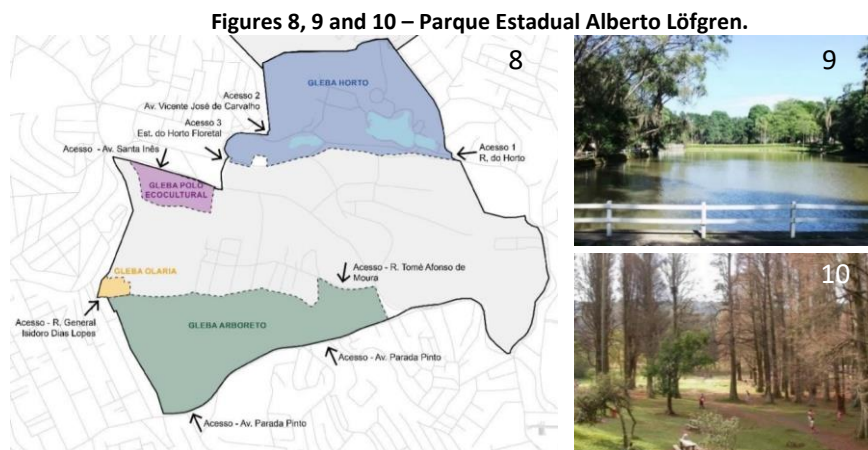 Figures 8, 9 and 10 – Parque Estadual Alberto Löfgren.
8
GLEBA HORTO
Acesso 2
Av. Vicente José de Carvalho
Acesso 3
Est. do Horto Floretal
Acesso - Av. Santa Inês
Acesso 1
R. do Horto
GLEBA POLO
ECOCULTURAL
GLEBA OLARIA
Acesso - R. Tomé Afonso de
Moura
Acesso - R. General
Isidoro Dias Lopes
GLEBA ARBORETO
Acesso - Av. Parada Pinto
Acesso - Av. Parada Pinto
9
10